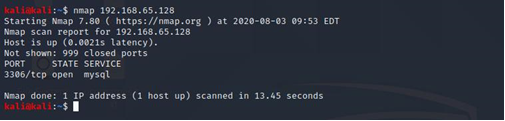 kali@kali:~$ nmap 192.168.65.128
Starting Nmap 7.80 ( https://nmap.org ) at 2020-08-03 09:53 EDT
Nmap scan report for 192.168.65.128
Host is up (0.0021s latency).
Not shown: 999 closed ports
PORT     STATE SERVICE
3306/tcp open  mysql

Nmap done: 1 IP address (1 host up) scanned in 13.45 seconds
kali@kali:~$